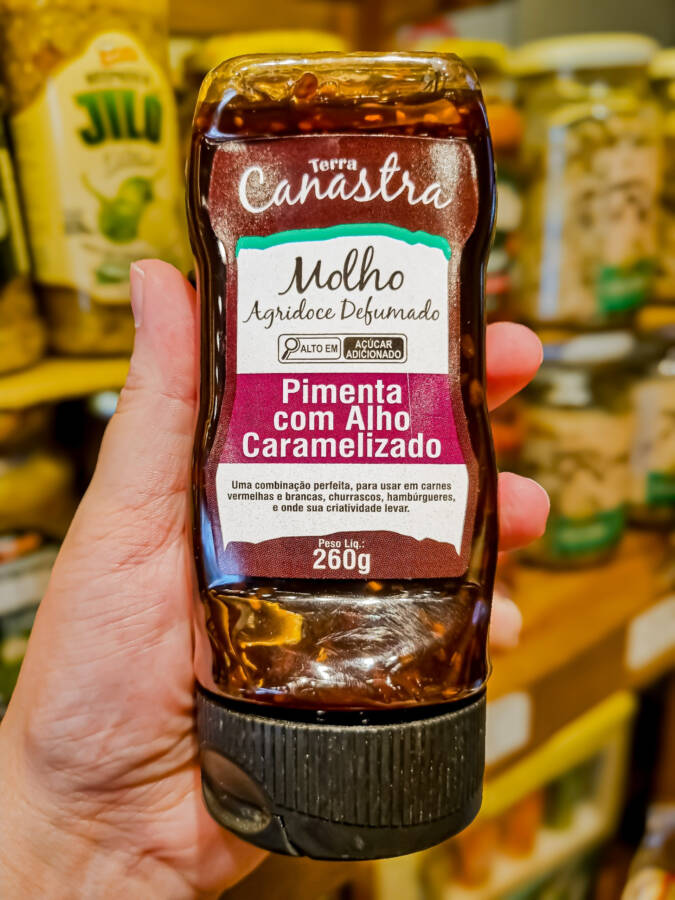 JILÓ
Terra
Canastra
Molho
Agridoce Defumado
ALTO EM AÇÚCAR
ADICIONADO
Pimenta
com Alho
Caramelizado
Uma combinação perfeita, para usar em carnes
vermelhas e brancas, churrascos, hambúrgueres,
e onde sua criatividade levar.
Peso Líq.:
260g